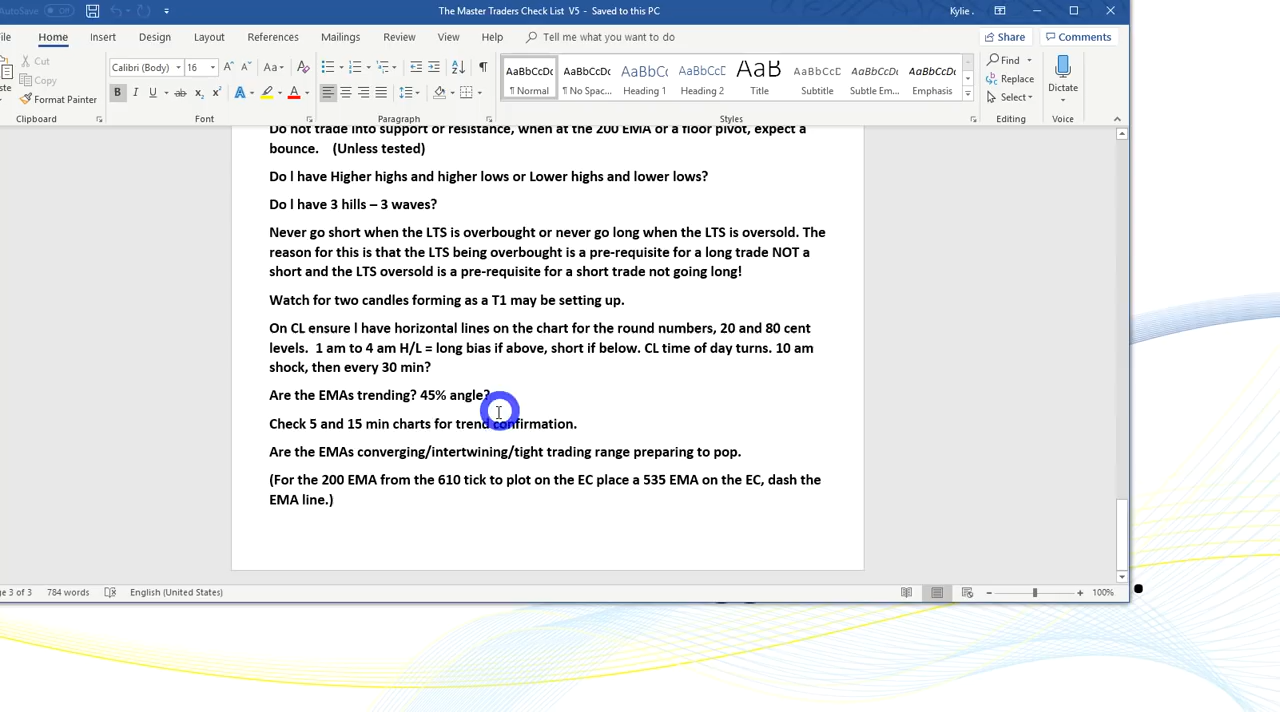 AutoSave Off The Master Traders Check List V5 - Saved to this PC Kylie .
ile Home Insert Design Layout References Mailings Review View Help Tell me what you want to do Share Comments
Cut
Copy
ste Format Painter
Clipboard
Calibri (Body) 16 Aa
B I U ab x₂ x² A A
Font
Paragraph
AaBbCcDc AaBbCcDc AaBbC AaBbCcE AaB AaBbCcD AaBbCcDt AaBbCcDt
¶ Normal ¶ No Spac... Heading 1 Heading 2 Title Subtitle Subtle Em... Emphasis
Styles
Find
Replace
Select
Editing
Dictate
Voice
Do not trade into support or resistance, when at the 200 EMA or a floor pivot, expect a
bounce. (Unless tested)
Do I have Higher highs and higher lows or Lower highs and lower lows?
Do I have 3 hills – 3 waves?
Never go short when the LTS is overbought or never go long when the LTS is oversold. The
reason for this is that the LTS being overbought is a pre-requisite for a long trade NOT a
short and the LTS oversold is a pre-requisite for a short trade not going long!
Watch for two candles forming as a T1 may be setting up.
On CL ensure I have horizontal lines on the chart for the round numbers, 20 and 80 cent
levels. 1 am to 4 am H/L = long bias if above, short if below. CL time of day turns. 10 am
shock, then every 30 min?
Are the EMAs trending? 45% angle?
Check 5 and 15 min charts for trend confirmation.
Are the EMAs converging/intertwining/tight trading range preparing to pop.
(For the 200 EMA from the 610 tick to plot on the EC place a 535 EMA on the EC, dash the
EMA line.)
ge 3 of 3 784 words English (United States) 100%